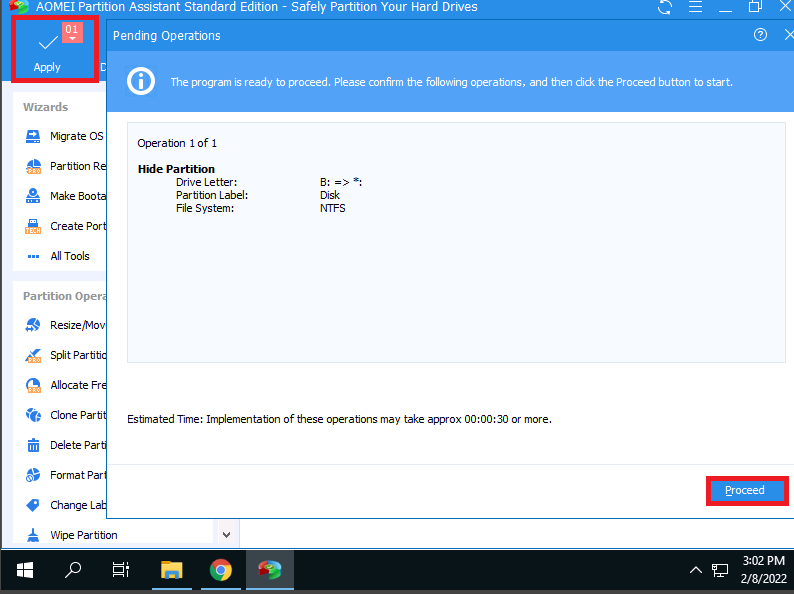 AOMEI Partition Assistant Standard Edition - Safely Partition Your Hard Drives
01
Apply
D
Pending Operations
The program is ready to proceed. Please confirm the following operations, and then click the Proceed button to start.
Operation 1 of 1
Hide Partition
Drive Letter: B: => *:
Partition Label: Disk
File System: NTFS
Estimated Time: Implementation of these operations may take approx 00:00:30 or more.
Proceed
Wizards
Migrate OS
Partition Re
PRO
Make Boota
Create Port
TECH
All Tools
Partition Opera
Resize/Mov
Split Partitio
PRO
Allocate Fre
PRO
Clone Partit
Delete Parti
Format Part
Change Lab
Wipe Partition
3:02 PM
2/8/2022